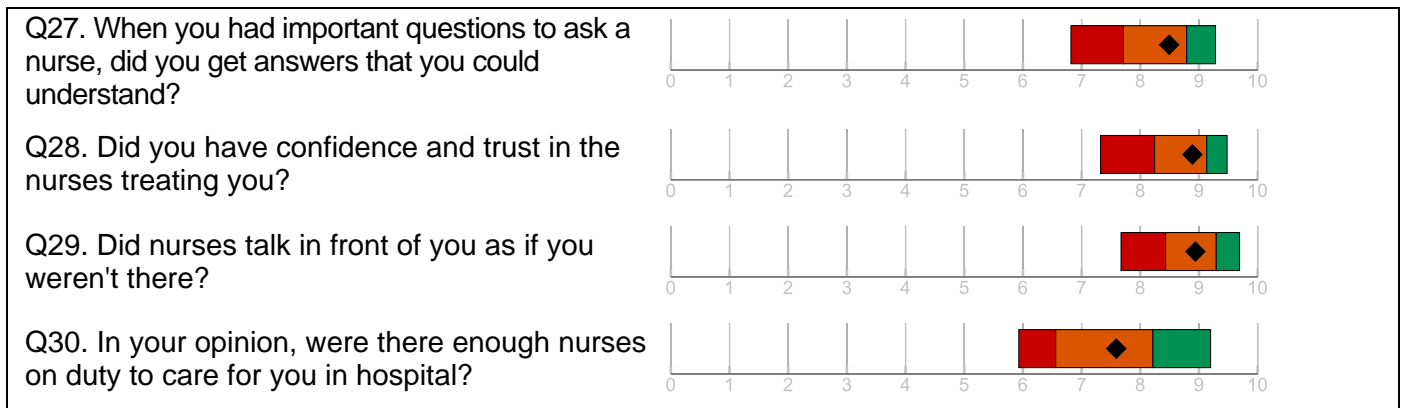 Q27. When you had important questions to ask a
nurse, did you get answers that you could
understand?
0 1 2 3 4 5 6 7 8 9 10
Q28. Did you have confidence and trust in the
nurses treating you?
0 1 2 3 4 5 6 7 8 9 10
Q29. Did nurses talk in front of you as if you
weren't there?
0 1 2 3 4 5 6 7 8 9 10
Q30. In your opinion, were there enough nurses
on duty to care for you in hospital?
0 1 2 3 4 5 6 7 8 9 10